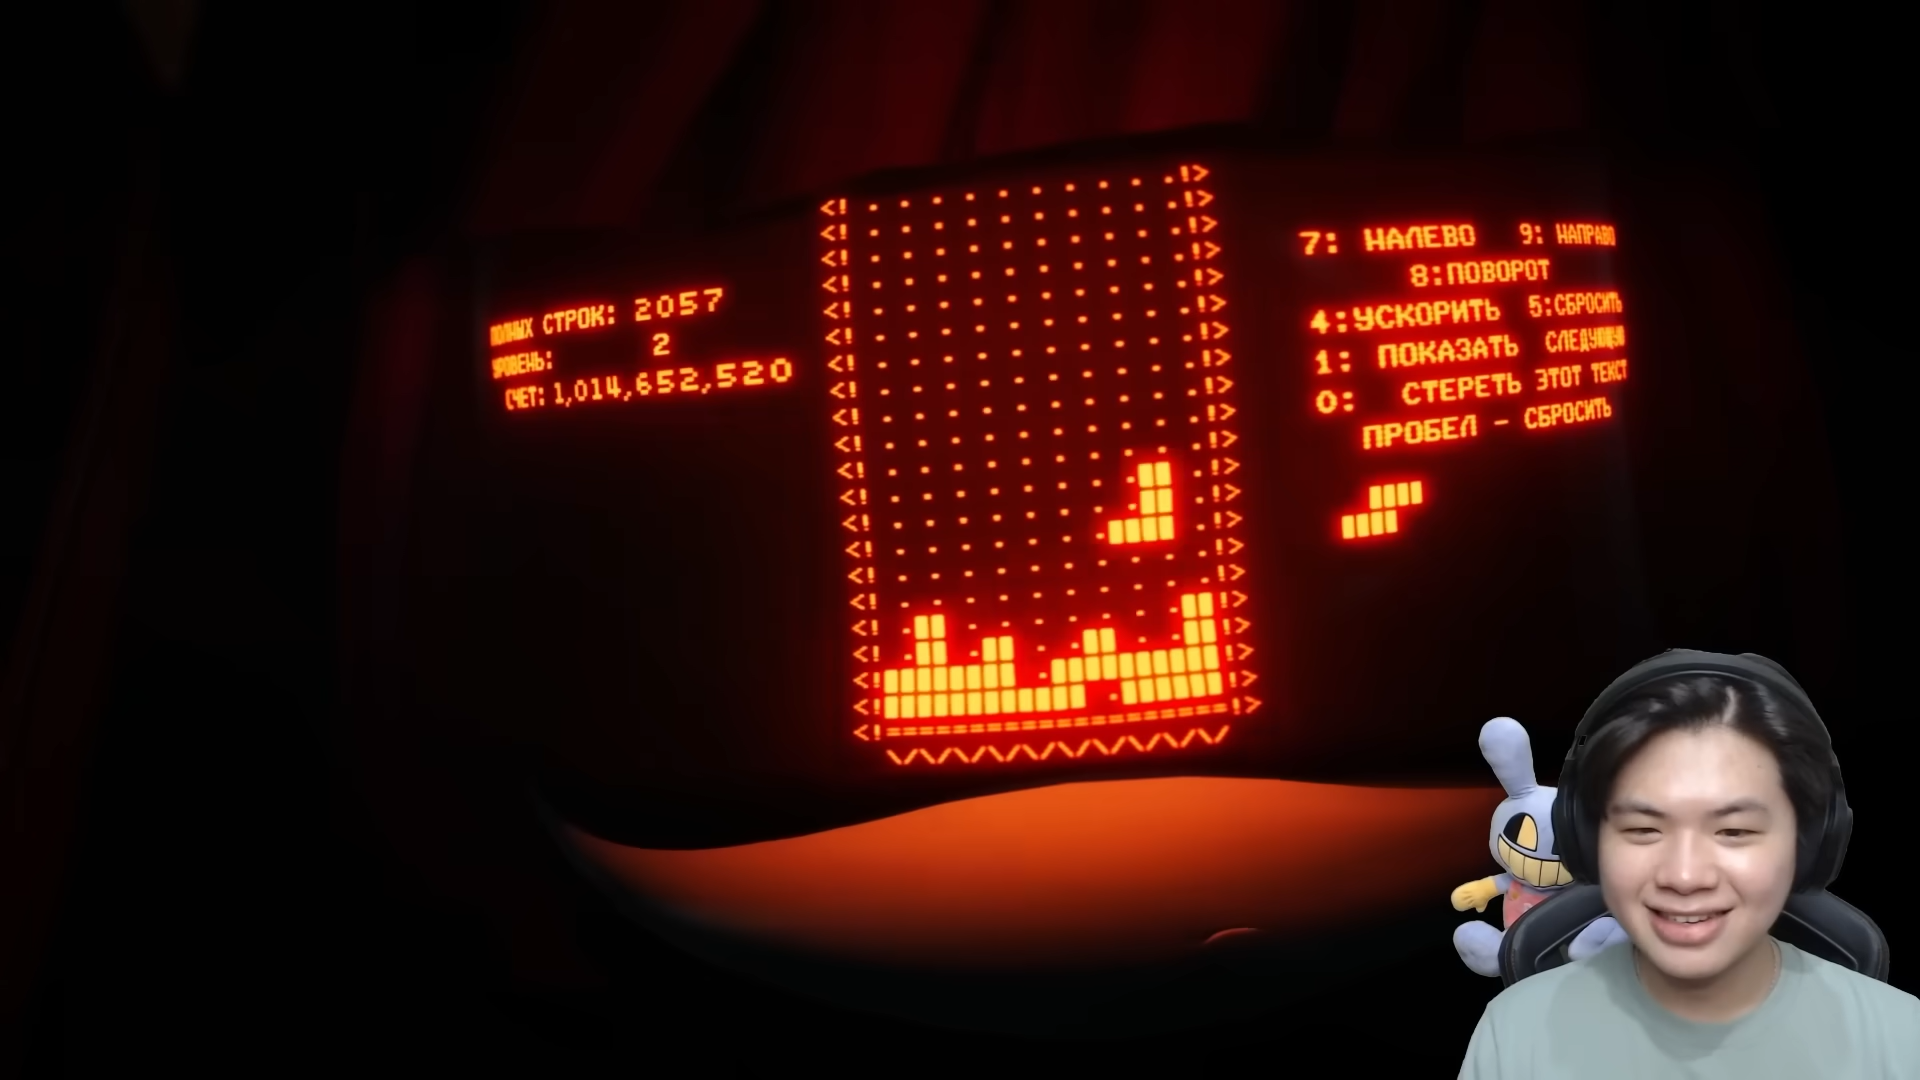 ПОЛНЫХ СТРОК: 2057
УРОВЕНЬ: 2
СЧЕТ: 1,014,652,520
7: НАЛЕВО 9: НАПРАВО
8:ПОВОРОТ
4:УСКОРИТЬ 5:СБРОСИТЬ
1: ПОКАЗАТЬ СЛЕДУЮЩУЮ
0: СТЕРЕТЬ ЭТОТ ТЕКСТ
ПРОБЕЛ - СБРОСИТЬ